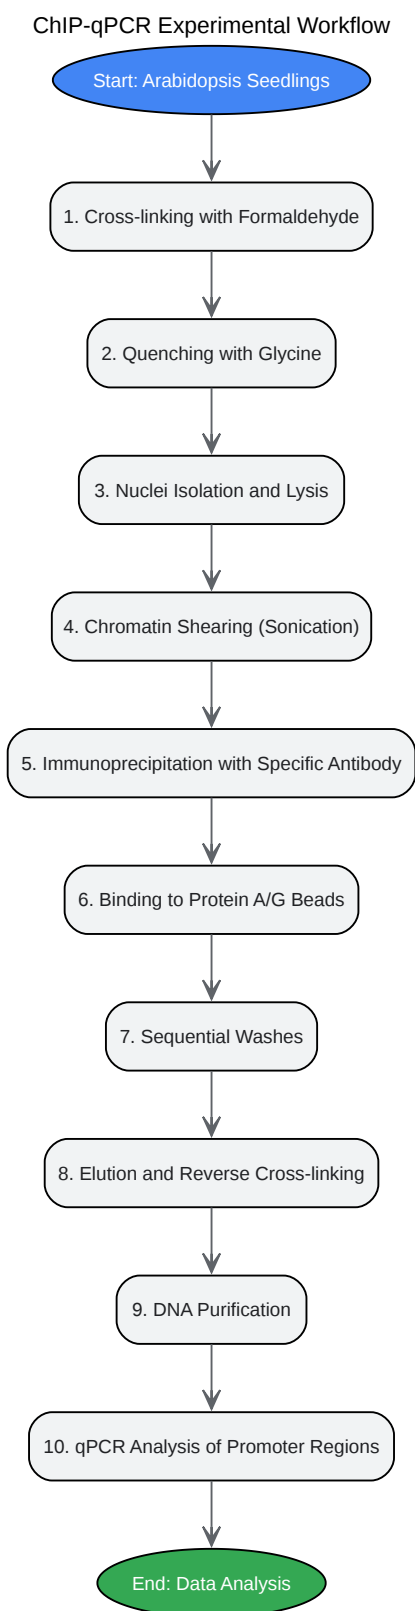 ChIP-qPCR Experimental Workflow
Start: Arabidopsis Seedlings
1. Cross-linking with Formaldehyde
2. Quenching with Glycine
3. Nuclei Isolation and Lysis
4. Chromatin Shearing (Sonication)
5. Immunoprecipitation with Specific Antibody
6. Binding to Protein A/G Beads
7. Sequential Washes
8. Elution and Reverse Cross-linking
9. DNA Purification
10. qPCR Analysis of Promoter Regions
End: Data Analysis